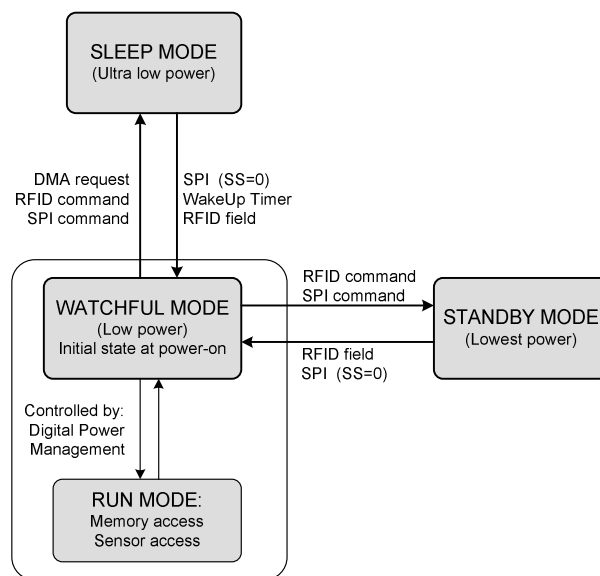 SLEEP MODE
(Ultra low power)
DMA request
RFID command
SPI command
SPI (SS=0)
WakeUp Timer
RFID field
WATCHFUL MODE
(Low power)
Initial state at power-on
RFID command
SPI command
STANDBY MODE
(Lowest power)
RFID field
SPI (SS=0)
Controlled by:
Digital Power
Management
RUN MODE:
Memory access
Sensor access